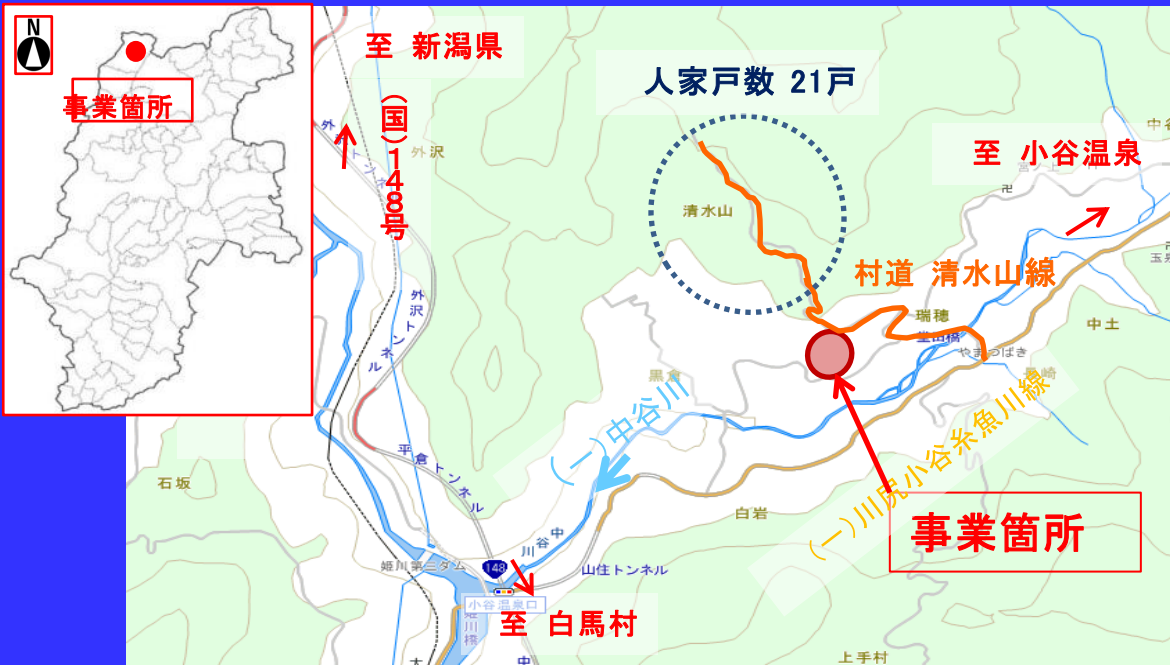 N
事業箇所
至 新潟県
(国)148号
人家戸数 21戸
至 小谷温泉
村道 清水山線
清水山
外沢
外沢トンネル
平倉トンネル
瑞穂
やまつばき
中土
黒倉
(一)中谷川
(一)川尻小谷糸魚川線
事業箇所
石坂
白岩
中谷川
姫川第三ダム
148
山住トンネル
小谷温泉口
姫川橋
至 白馬村
上手村